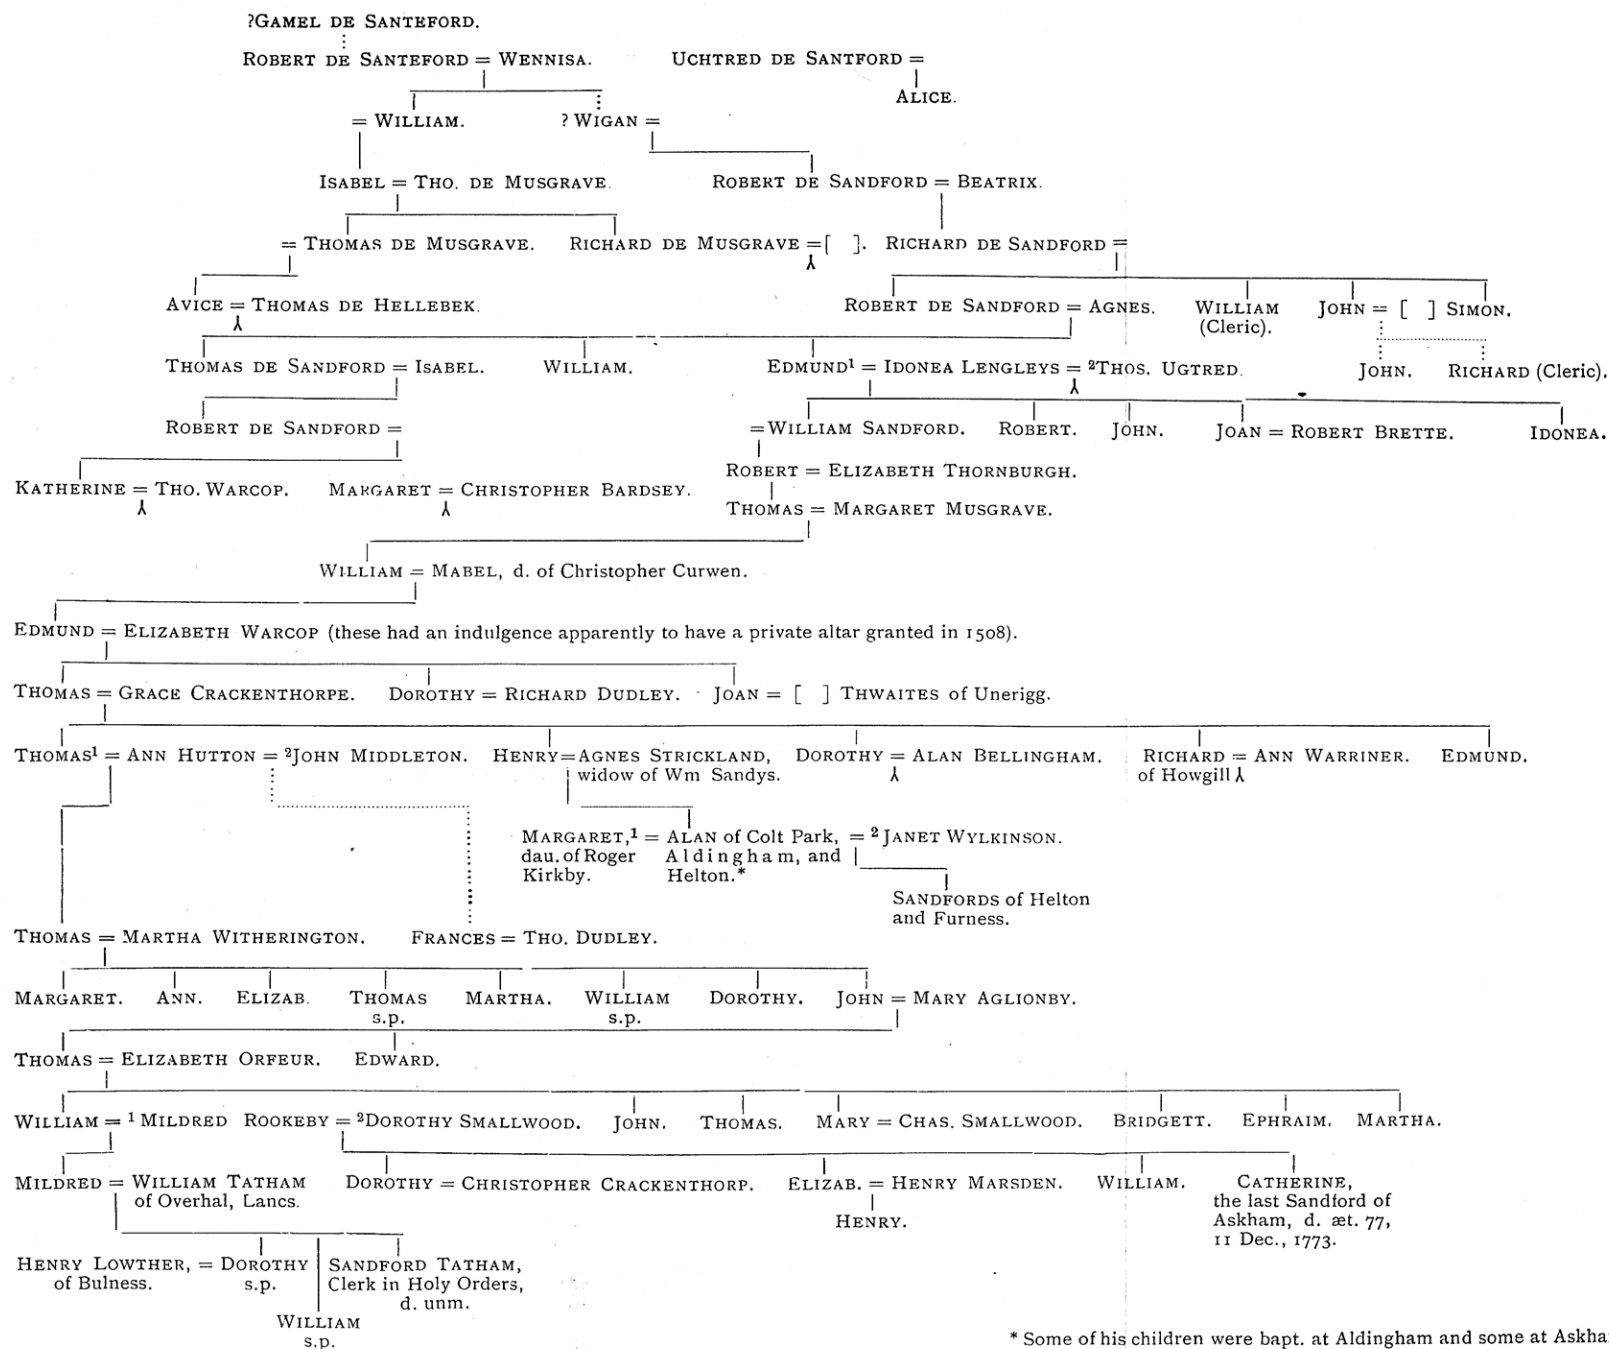 ?GAMEL DE SANTEFORD.
ROBERT DE SANTEFORD = WENNISA. UCHTRED DE SANTFORD =
ALICE.
= WILLIAM. ? WIGAN =
ISABEL = THO. DE MUSGRAVE. ROBERT DE SANDFORD = BEATRIX.
= THOMAS DE MUSGRAVE. RICHARD DE MUSGRAVE = [ ]. RICHARD DE SANDFORD =
AVICE = THOMAS DE HELLEBEK. ROBERT DE SANDFORD = AGNES. WILLIAM JOHN = [ ] SIMON.
(Cleric).
THOMAS DE SANDFORD = ISABEL. WILLIAM. EDMUND¹ = IDONEA LENGLEYS = ²THOS. UGTRED. JOHN. RICHARD (Cleric).
ROBERT DE SANDFORD = =WILLIAM SANDFORD. ROBERT. JOHN. JOAN = ROBERT BRETTE. IDONEA.
ROBERT = ELIZABETH THORNBURGH.
KATHERINE = THO. WARCOP. MARGARET = CHRISTOPHER BARDSEY.
THOMAS = MARGARET MUSGRAVE.
WILLIAM = MABEL, d. of Christopher Curwen.
EDMUND = ELIZABETH WARCOP (these had an indulgence apparently to have a private altar granted in 1508).
THOMAS = GRACE CRACKENTHORPE. DOROTHY = RICHARD DUDLEY. JOAN = [ ] THWAITES of Unerigg.
THOMAS¹ = ANN HUTTON = ²JOHN MIDDLETON. HENRY=AGNES STRICKLAND, DOROTHY = ALAN BELLINGHAM. RICHARD = ANN WARRINER. EDMUND.
widow of Wm Sandys. of Howgill
MARGARET,¹ = ALAN of Colt Park, = ² JANET WYLKINSON.
dau. of Roger Aldingham, and
Kirkby. Helton.*
SANDFORDS of Helton
and Furness.
THOMAS = MARTHA WITHERINGTON. FRANCES = THO. DUDLEY.
MARGARET. ANN. ELIZAB. THOMAS MARTHA. WILLIAM DOROTHY. JOHN = MARY AGLIONBY.
s.p. s.p.
THOMAS = ELIZABETH ORFEUR. EDWARD.
WILLIAM = ¹ MILDRED ROOKEBY = ²DOROTHY SMALLWOOD. JOHN. THOMAS. MARY = CHAS. SMALLWOOD. BRIDGETT. EPHRAIM. MARTHA.
MILDRED = WILLIAM TATHAM DOROTHY = CHRISTOPHER CRACKENTHORP. ELIZAB. = HENRY MARSDEN. WILLIAM. CATHERINE,
of Overhal, Lancs. the last Sandford of
HENRY. Askham, d. æt. 77,
11 Dec., 1773.
HENRY LOWTHER, = DOROTHY SANDFORD TATHAM,
of Bulness. s.p. Clerk in Holy Orders,
d. unm.
WILLIAM
s.p.
* Some of his children were bapt. at Aldingham and some at Askha